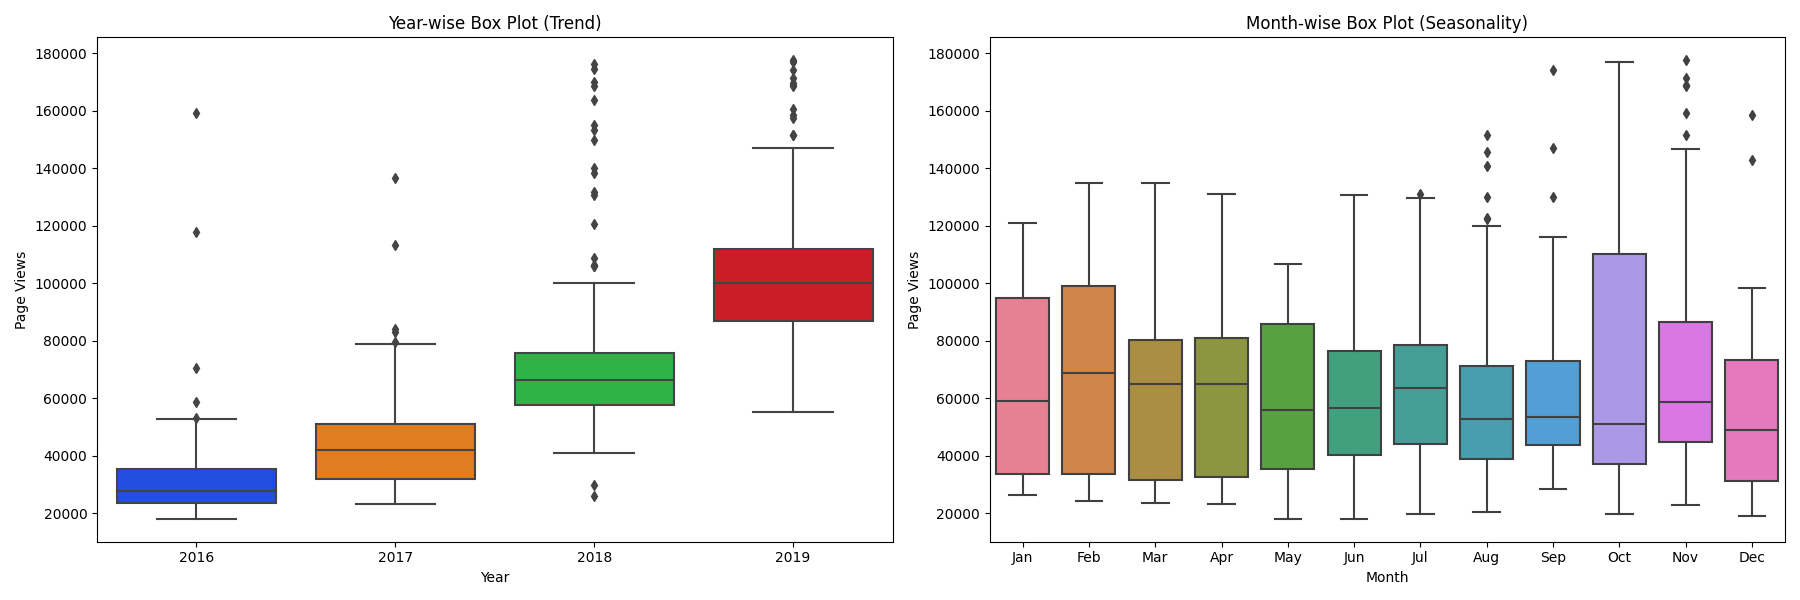 Year-wise Box Plot (Trend)
180000
160000
140000
120000
100000
80000
60000
40000
20000
Page Views
2016 2017 2018 2019
Year
Month-wise Box Plot (Seasonality)
180000
160000
140000
120000
100000
80000
60000
40000
20000
Page Views
Jan Feb Mar Apr May Jun Jul Aug Sep Oct Nov Dec
Month